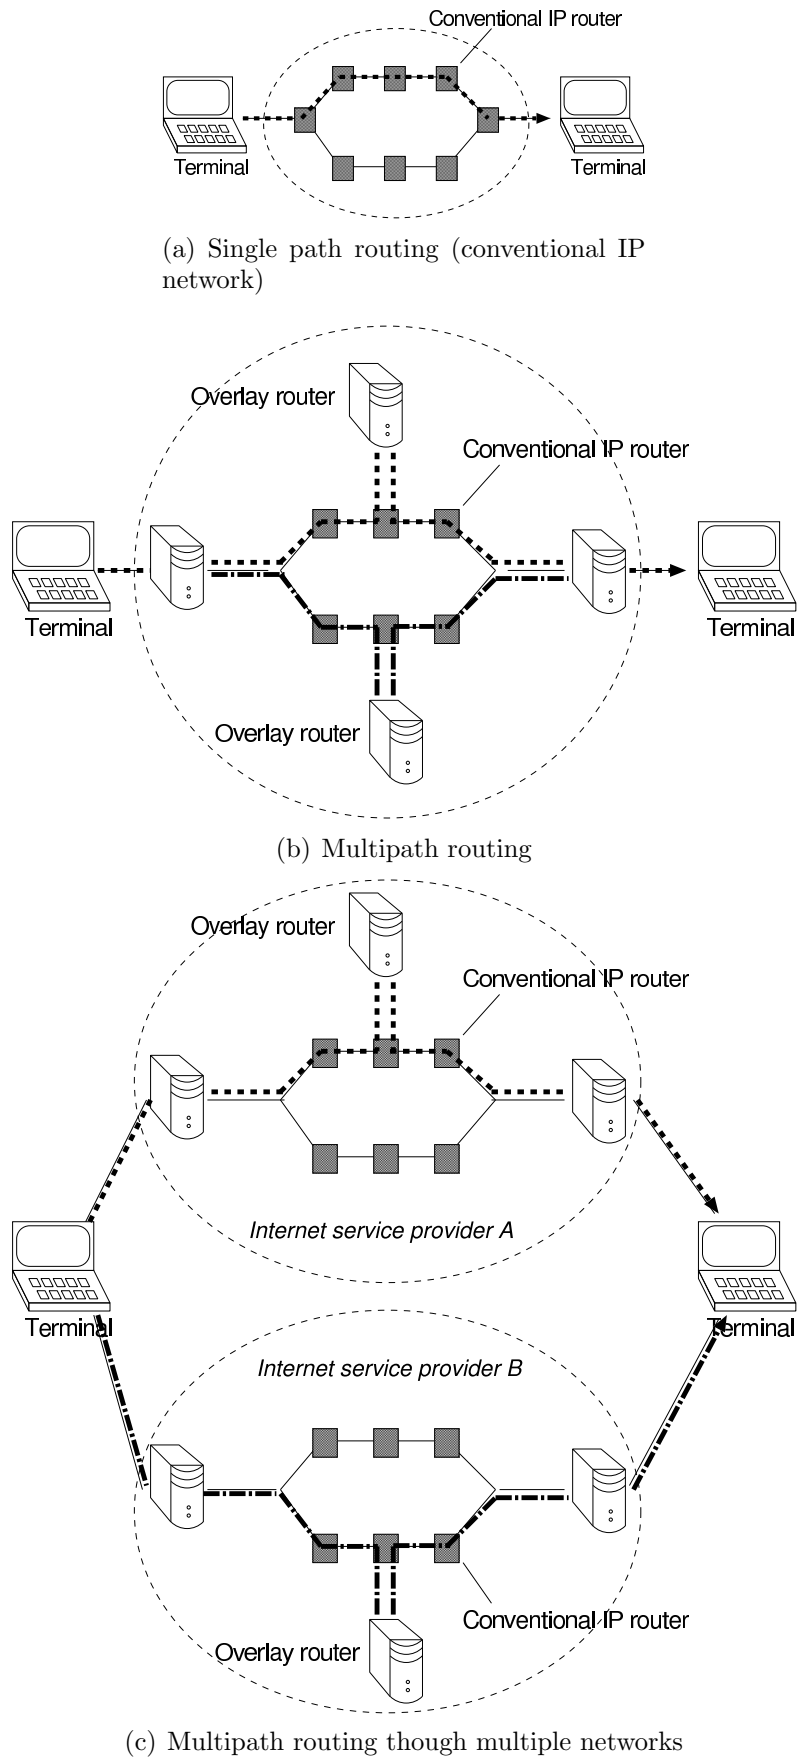 Conventional IP router
Terminal
Terminal
(a) Single path routing (conventional IP
network)
Overlay router
Conventional IP router
Terminal
Terminal
Overlay router
(b) Multipath routing
Overlay router
Conventional IP router
Internet service provider A
Terminal
Terminal
Internet service provider B
Conventional IP router
Overlay router
(c) Multipath routing though multiple networks